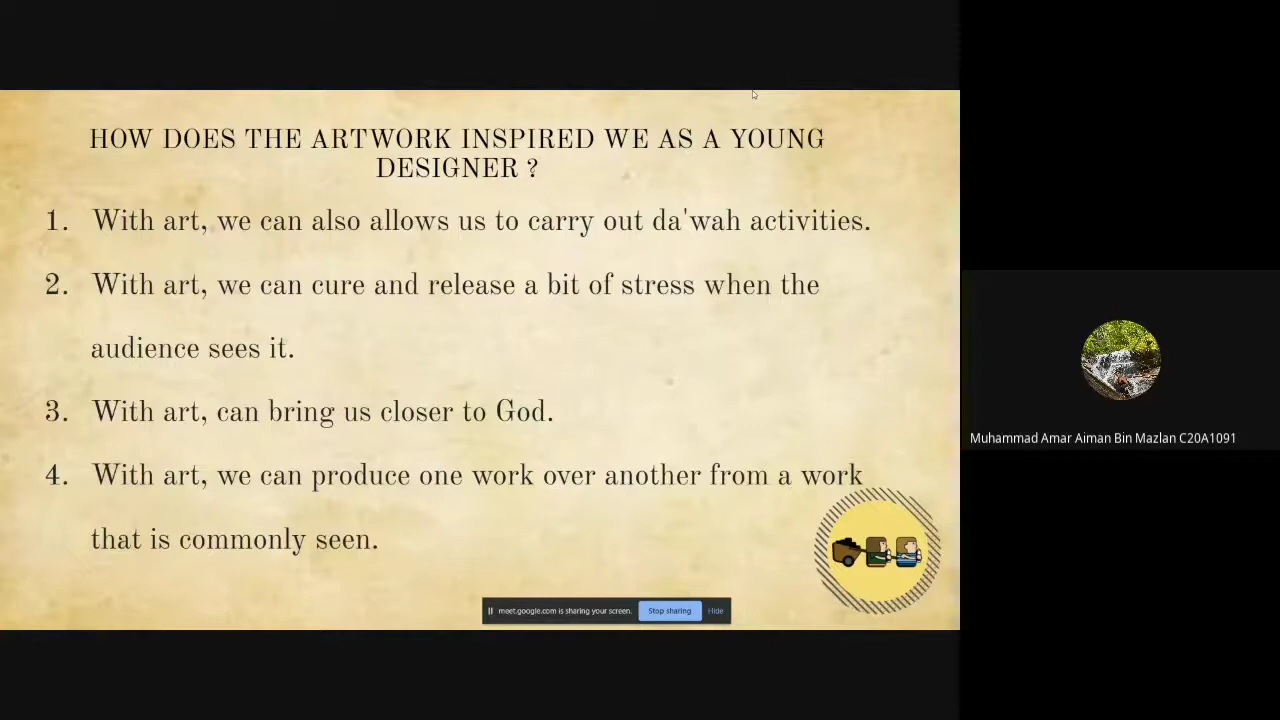 HOW DOES THE ARTWORK INSPIRED WE AS A YOUNG
DESIGNER ?
1. With art, we can also allows us to carry out da'wah activities.
2. With art, we can cure and release a bit of stress when the
audience sees it.
3. With art, can bring us closer to God.
4. With art, we can produce one work over another from a work
that is commonly seen.
meet.google.com is sharing your screen. Stop sharing Hide
Muhammad Amar Aiman Bin Mazlan C20A1091